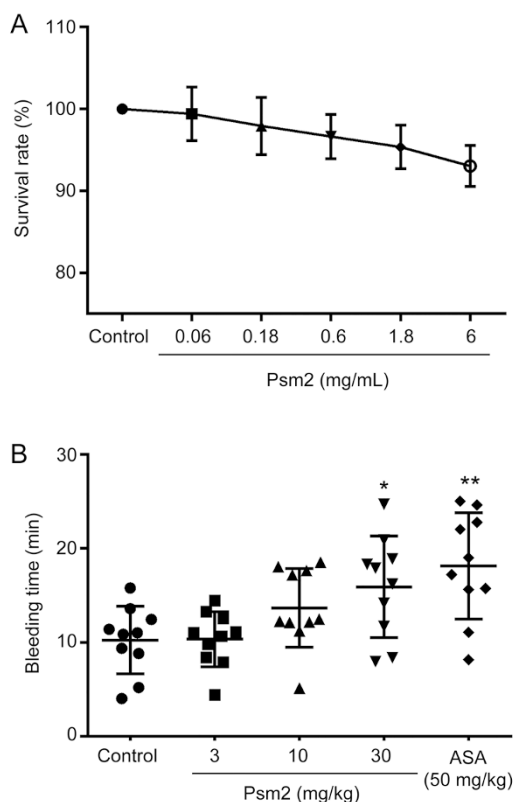 A
110
100
90
80
Survival rate (%)
Control 0.06 0.18 0.6 1.8 6
Psm2 (mg/mL)
B
30
20
10
0
Bleeding time (min)
* **
Control 3 10 30 ASA
(50 mg/kg)
Psm2 (mg/kg)